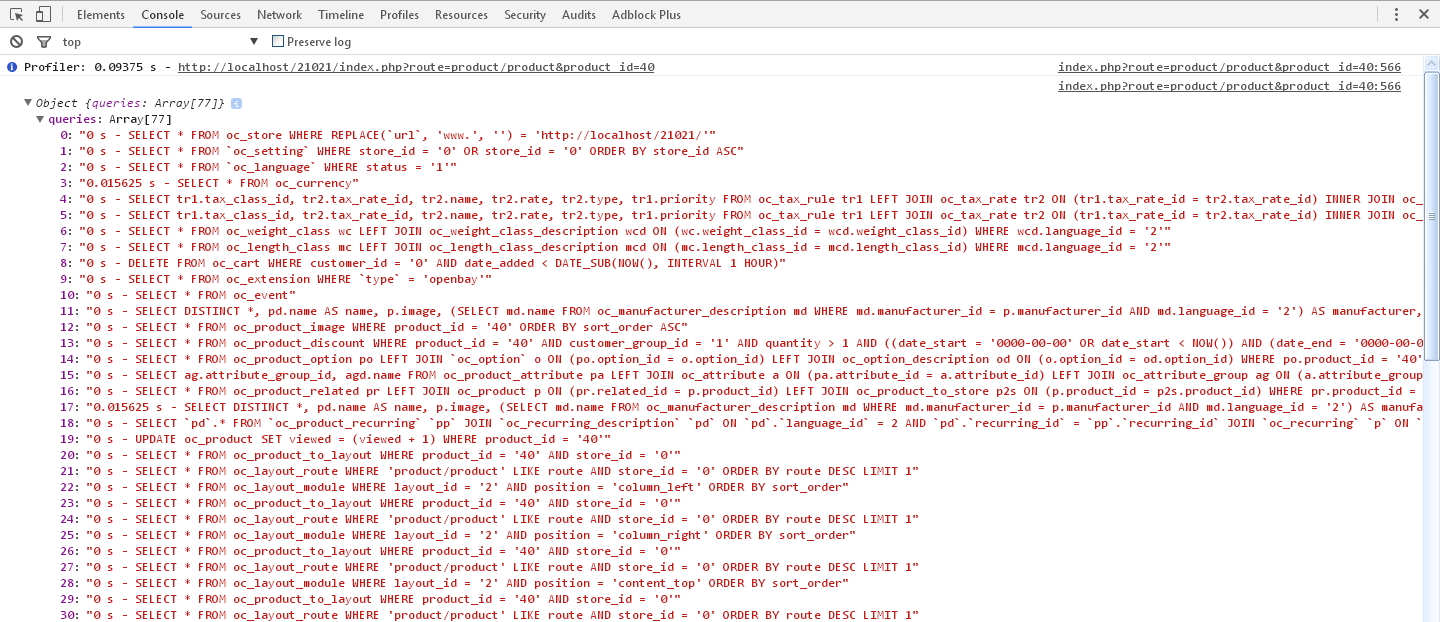 Elements Console Sources Network Timeline Profiles Resources Security Audits Adblock Plus
top Preserve log
Profiler: 0.09375 s - http://localhost/21021/index.php?route=product/product&product_id=40 index.php?route=product/product&product_id=40:566
index.php?route=product/product&product_id=40:566
Object {queries: Array[77]}
queries: Array[77]
0: "0 s - SELECT * FROM oc_store WHERE REPLACE(`url`, 'www.', '') = 'http://localhost/21021/'"
1: "0 s - SELECT * FROM `oc_setting` WHERE store_id = '0' OR store_id = '0' ORDER BY store_id ASC"
2: "0 s - SELECT * FROM `oc_language` WHERE status = '1'"
3: "0.015625 s - SELECT * FROM oc_currency"
4: "0 s - SELECT tr1.tax_class_id, tr2.tax_rate_id, tr2.name, tr2.rate, tr2.type, tr1.priority FROM oc_tax_rule tr1 LEFT JOIN oc_tax_rate tr2 ON (tr1.tax_rate_id = tr2.tax_rate_id) INNER JOIN oc_
5: "0 s - SELECT tr1.tax_class_id, tr2.tax_rate_id, tr2.name, tr2.rate, tr2.type, tr1.priority FROM oc_tax_rule tr1 LEFT JOIN oc_tax_rate tr2 ON (tr1.tax_rate_id = tr2.tax_rate_id) INNER JOIN oc_
6: "0 s - SELECT * FROM oc_weight_class wc LEFT JOIN oc_weight_class_description wcd ON (wc.weight_class_id = wcd.weight_class_id) WHERE wcd.language_id = '2'"
7: "0 s - SELECT * FROM oc_length_class mc LEFT JOIN oc_length_class_description mcd ON (mc.length_class_id = mcd.length_class_id) WHERE mcd.language_id = '2'"
8: "0 s - DELETE FROM oc_cart WHERE customer_id = '0' AND date_added < DATE_SUB(NOW(), INTERVAL 1 HOUR)"
9: "0 s - SELECT * FROM oc_extension WHERE `type` = 'openbay'"
10: "0 s - SELECT * FROM oc_event"
11: "0 s - SELECT DISTINCT *, pd.name AS name, p.image, (SELECT md.name FROM oc_manufacturer_description md WHERE md.manufacturer_id = p.manufacturer_id AND md.language_id = '2') AS manufacturer,
12: "0 s - SELECT * FROM oc_product_image WHERE product_id = '40' ORDER BY sort_order ASC"
13: "0 s - SELECT * FROM oc_product_discount WHERE product_id = '40' AND customer_group_id = '1' AND quantity > 1 AND ((date_start = '0000-00-00' OR date_start < NOW()) AND (date_end = '0000-00-0
14: "0 s - SELECT * FROM oc_product_option po LEFT JOIN `oc_option` o ON (po.option_id = o.option_id) LEFT JOIN oc_option_description od ON (o.option_id = od.option_id) WHERE po.product_id = '40'
15: "0 s - SELECT ag.attribute_group_id, agd.name FROM oc_product_attribute pa LEFT JOIN oc_attribute a ON (pa.attribute_id = a.attribute_id) LEFT JOIN oc_attribute_group ag ON (a.attribute_group
16: "0 s - SELECT * FROM oc_product_related pr LEFT JOIN oc_product p ON (pr.related_id = p.product_id) LEFT JOIN oc_product_to_store p2s ON (p.product_id = p2s.product_id) WHERE pr.product_id =
17: "0.015625 s - SELECT DISTINCT *, pd.name AS name, p.image, (SELECT md.name FROM oc_manufacturer_description md WHERE md.manufacturer_id = p.manufacturer_id AND md.language_id = '2') AS manufa
18: "0 s - SELECT `pd`.* FROM `oc_product_recurring` `pp` JOIN `oc_recurring_description` `pd` ON `pd`.`language_id` = 2 AND `pd`.`recurring_id` = `pp`.`recurring_id` JOIN `oc_recurring` `p` ON `
19: "0 s - UPDATE oc_product SET viewed = (viewed + 1) WHERE product_id = '40'"
20: "0 s - SELECT * FROM oc_product_to_layout WHERE product_id = '40' AND store_id = '0'"
21: "0 s - SELECT * FROM oc_layout_route WHERE 'product/product' LIKE route AND store_id = '0' ORDER BY route DESC LIMIT 1"
22: "0 s - SELECT * FROM oc_layout_module WHERE layout_id = '2' AND position = 'column_left' ORDER BY sort_order"
23: "0 s - SELECT * FROM oc_product_to_layout WHERE product_id = '40' AND store_id = '0'"
24: "0 s - SELECT * FROM oc_layout_route WHERE 'product/product' LIKE route AND store_id = '0' ORDER BY route DESC LIMIT 1"
25: "0 s - SELECT * FROM oc_layout_module WHERE layout_id = '2' AND position = 'column_right' ORDER BY sort_order"
26: "0 s - SELECT * FROM oc_product_to_layout WHERE product_id = '40' AND store_id = '0'"
27: "0 s - SELECT * FROM oc_layout_route WHERE 'product/product' LIKE route AND store_id = '0' ORDER BY route DESC LIMIT 1"
28: "0 s - SELECT * FROM oc_layout_module WHERE layout_id = '2' AND position = 'content_top' ORDER BY sort_order"
29: "0 s - SELECT * FROM oc_product_to_layout WHERE product_id = '40' AND store_id = '0'"
30: "0 s - SELECT * FROM oc_layout_route WHERE 'product/product' LIKE route AND store_id = '0' ORDER BY route DESC LIMIT 1"